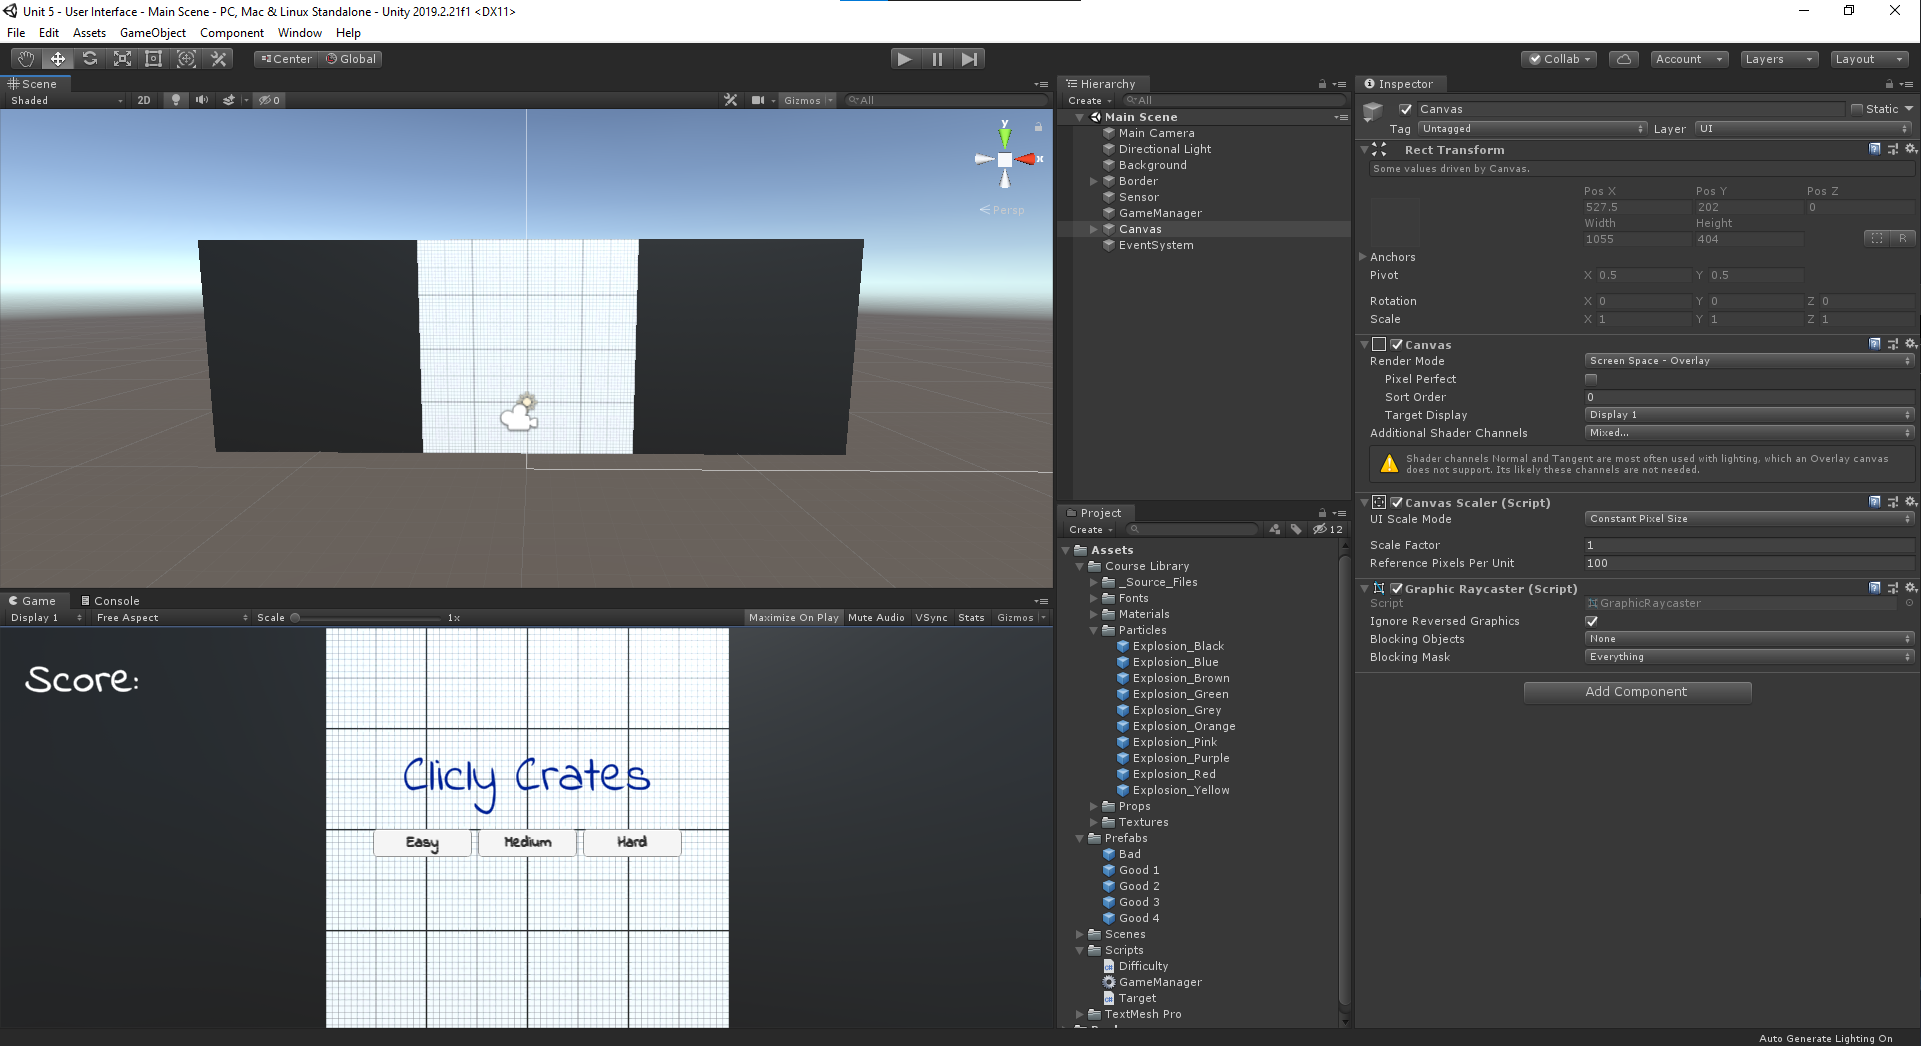 Unit 5 - User Interface - Main Scene - PC, Mac & Linux Standalone - Unity 2019.2.21f1 <DX11>
File Edit Assets GameObject Component Window Help
Center Global Collab Account Layers Layout
Scene
Shaded 2D 0 Gizmos All
y
x
Persp
Game Console
Display 1 Free Aspect Scale 1x Maximize On Play Mute Audio VSync Stats Gizmos
Score:
Clicly Crates
Easy Medium Hard
Hierarchy
Create All
Main Scene
Main Camera
Directional Light
Background
Border
Sensor
GameManager
Canvas
EventSystem
Project
Create 12
Assets
Course Library
_Source_Files
Fonts
Materials
Particles
Explosion_Black
Explosion_Blue
Explosion_Brown
Explosion_Green
Explosion_Grey
Explosion_Orange
Explosion_Pink
Explosion_Purple
Explosion_Red
Explosion_Yellow
Props
Textures
Prefabs
Bad
Good 1
Good 2
Good 3
Good 4
Scenes
Scripts
Difficulty
GameManager
Target
TextMesh Pro
Inspector
Canvas Static
Tag Untagged Layer UI
Rect Transform
Some values driven by Canvas.
Pos X Pos Y Pos Z
527.5 202 0
Width Height
1055 404 R
Anchors
Pivot X 0.5 Y 0.5
Rotation X 0 Y 0 Z 0
Scale X 1 Y 1 Z 1
Canvas
Render Mode Screen Space - Overlay
Pixel Perfect
Sort Order 0
Target Display Display 1
Additional Shader Channels Mixed...
Shader channels Normal and Tangent are most often used with lighting, which an Overlay canvas
does not support. Its likely these channels are not needed.
Canvas Scaler (Script)
UI Scale Mode Constant Pixel Size
Scale Factor 1
Reference Pixels Per Unit 100
Graphic Raycaster (Script)
Script GraphicRaycaster
Ignore Reversed Graphics
Blocking Objects None
Blocking Mask Everything
Add Component
Auto Generate Lighting On